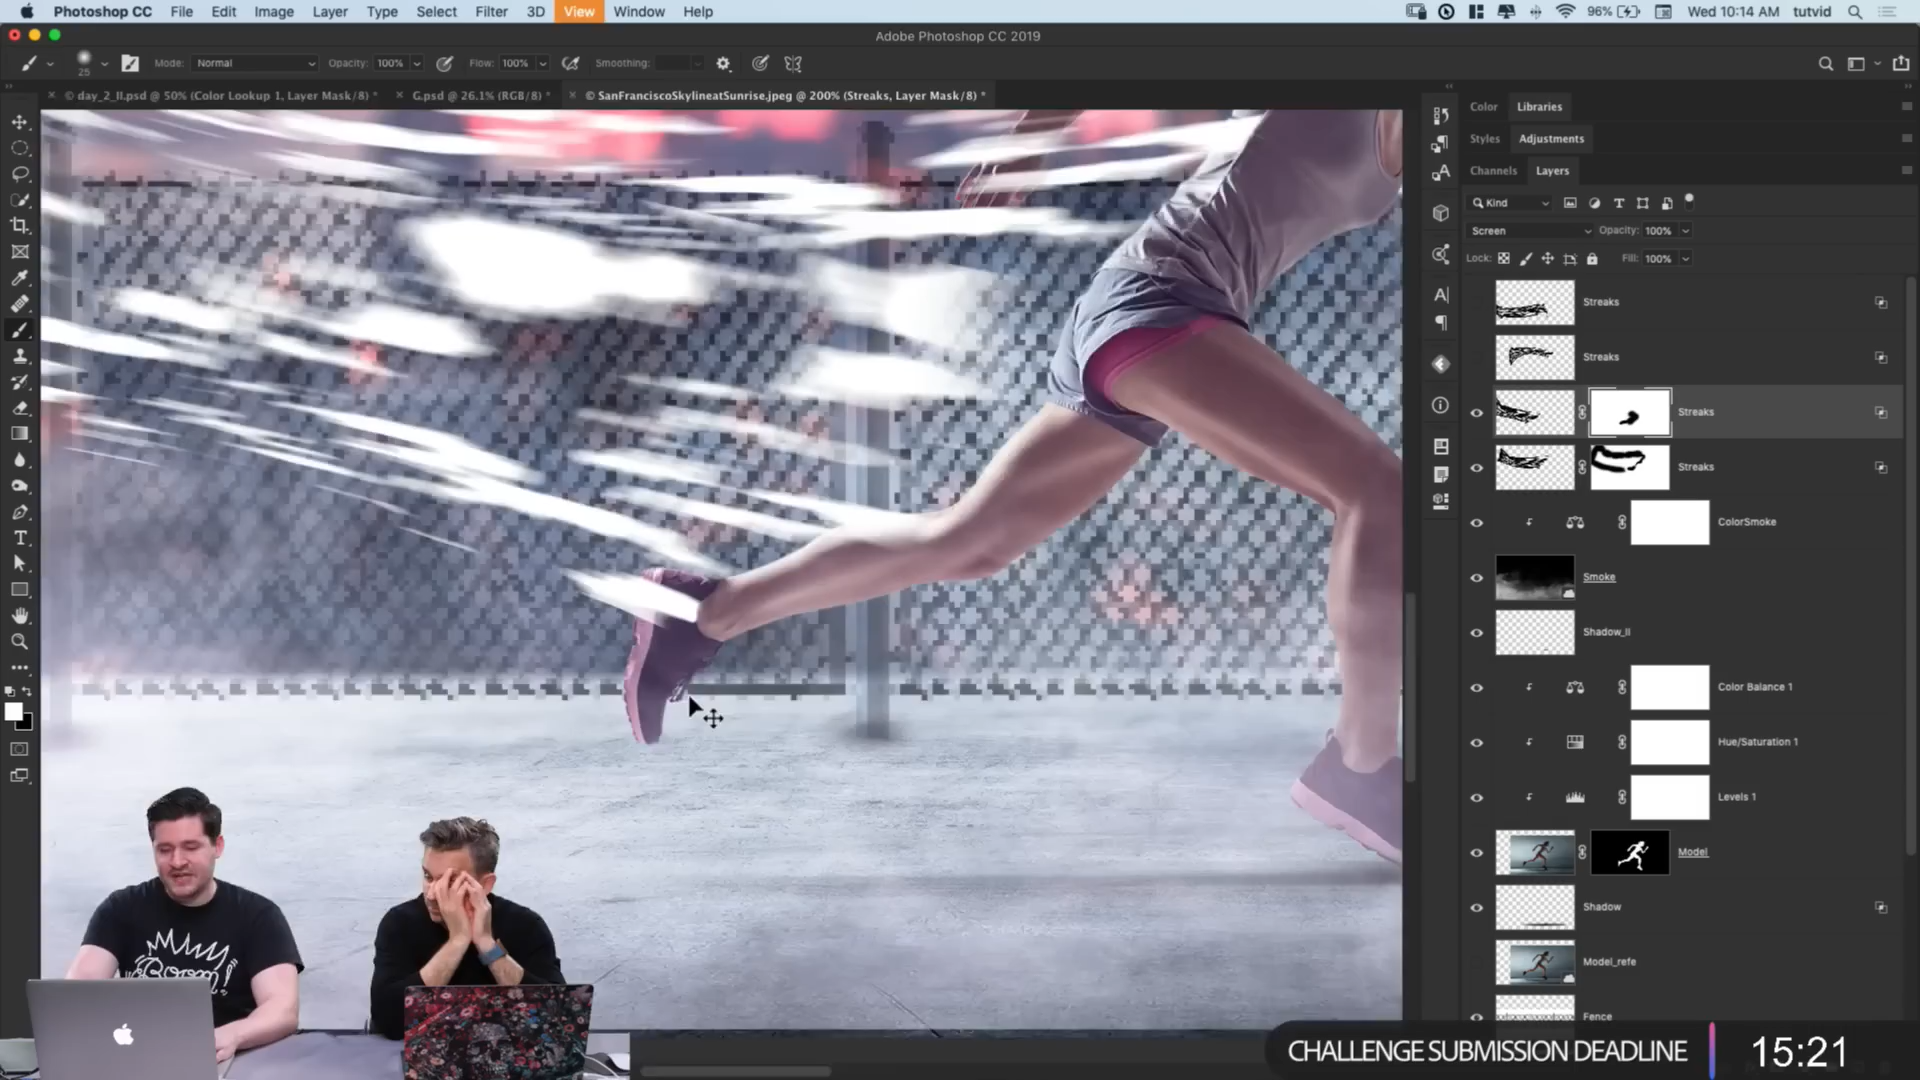 Photoshop CC File Edit Image Layer Type Select Filter 3D View Window Help
96% Wed 10:14 AM tutvid
Adobe Photoshop CC 2019
25 Mode: Normal Opacity: 100% Flow: 100% Smoothing:
© day_2_II.psd @ 50% (Color Lookup 1, Layer Mask/8) *
G.psd @ 26.1% (RGB/8) *
© SanFranciscoSkylineatSunrise.jpeg @ 200% (Streaks, Layer Mask/8) *
Color Libraries
Styles Adjustments
Channels Layers
Kind
Screen Opacity: 100%
Lock: Fill: 100%
Streaks
Streaks
Streaks
Streaks
ColorSmoke
Smoke
Shadow_II
Color Balance 1
Hue/Saturation 1
Levels 1
Model
Shadow
Model_refe
Fence
Boom!
CHALLENGE SUBMISSION DEADLINE 15:21